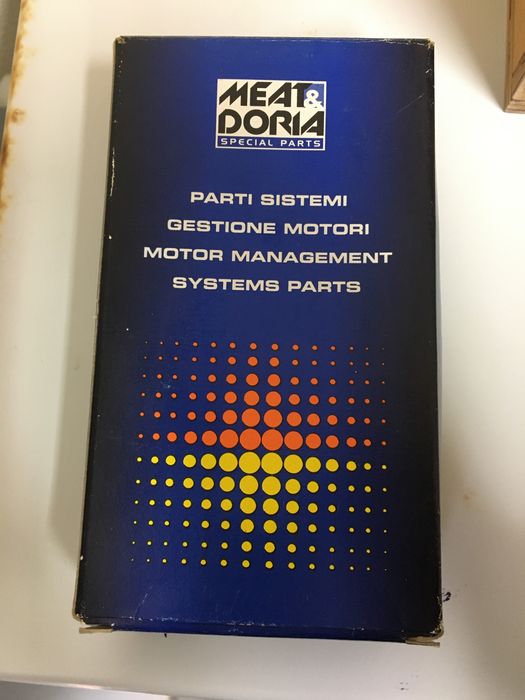 MEAT&
DORIA
SPECIAL PARTS
PARTI SISTEMI
GESTIONE MOTORI
MOTOR MANAGEMENT
SYSTEMS PARTS